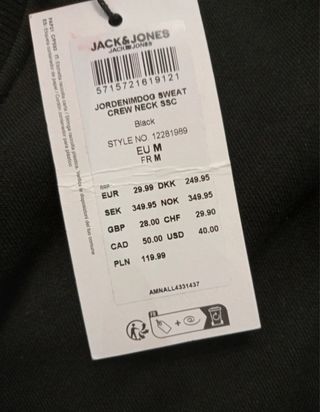 JACK&JONES
JACK&JONES
5715721619121
JORDENIMDOG SWEAT
CREW NECK SSC
Black
STYLE NO. 12281989
EU M
FR M
RRP
EUR 29.99 DKK 249.95
SEK 349.95 NOK 349.95
GBP 28.00 CHF 29.90
CAD 50.00 USD 40.00
PLN 119.99
AMNALL4331437
FR